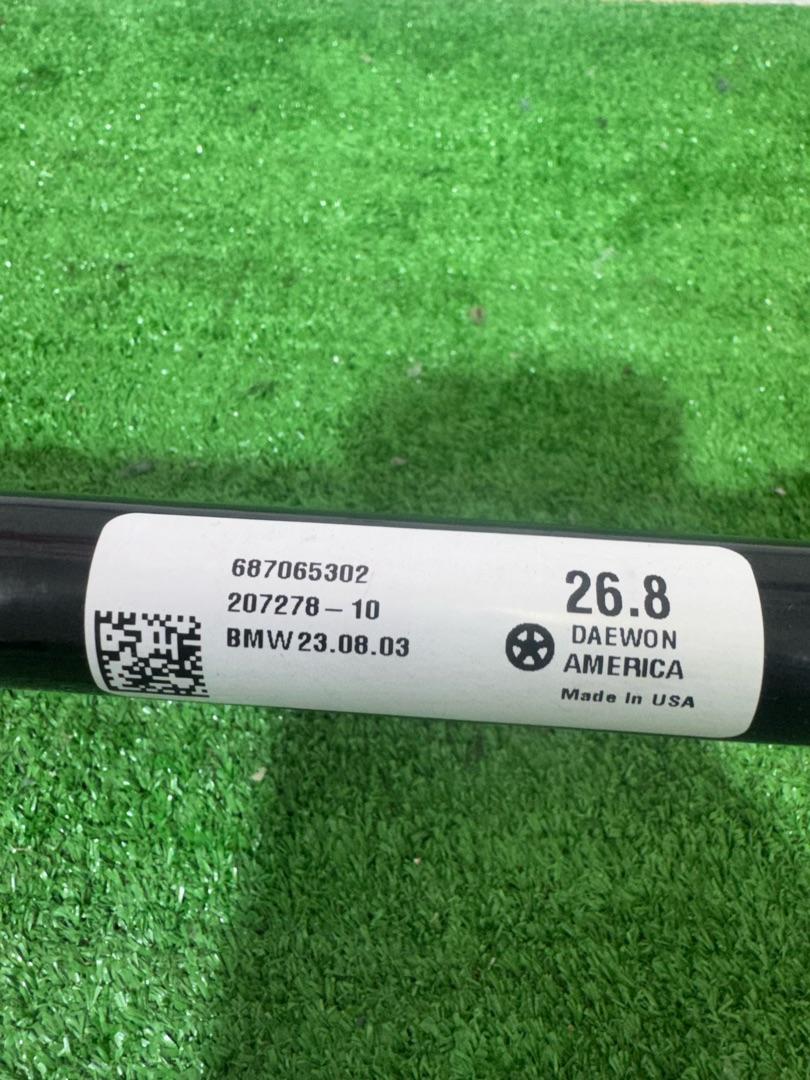 687065302
207278-10
BMW23.08.03
26.8
DAEWON
AMERICA
Made In USA